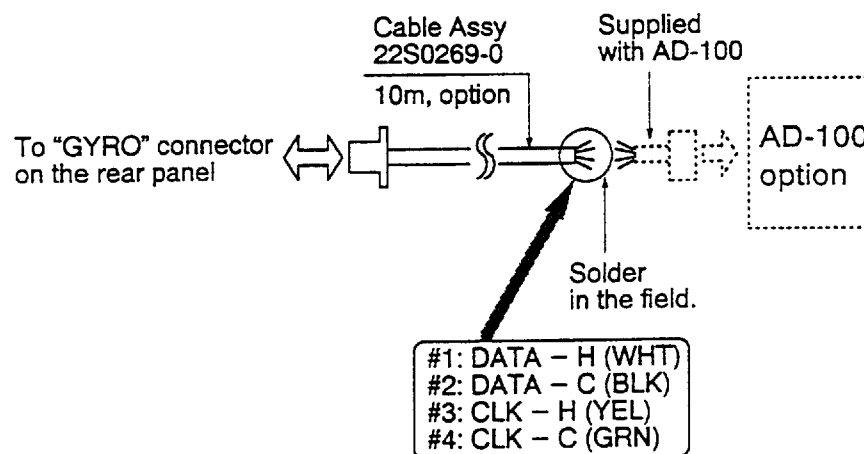 Cable Assy
22S0269-0
10m, option
Supplied
with AD-100
To "GYRO" connector
on the rear panel
AD-100
option
Solder
in the field.
#1: DATA – H (WHT)
#2: DATA – C (BLK)
#3: CLK – H (YEL)
#4: CLK – C (GRN)